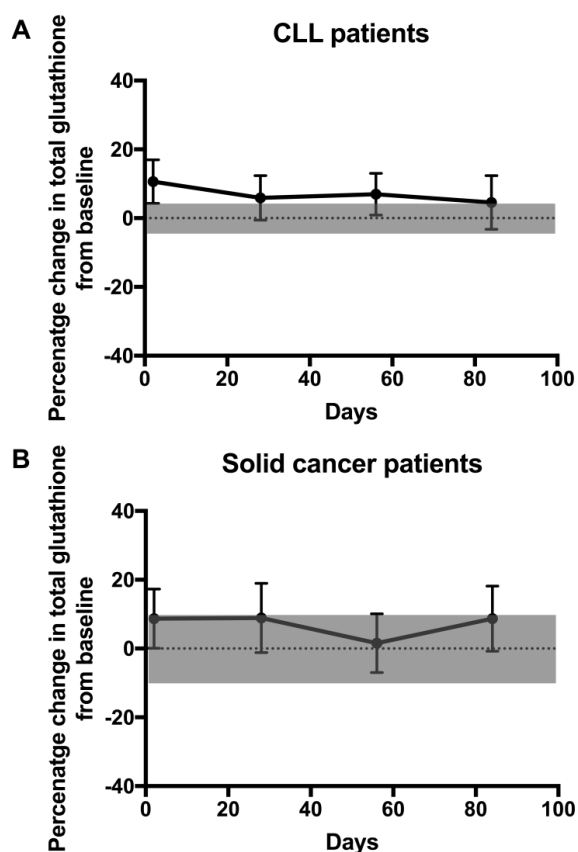 A
CLL patients
Percenatge change in total glutathione
from baseline
40
20
0
-20
-40
0 20 40 60 80 100
Days
B
Solid cancer patients
Percenatge change in total glutathione
from baseline
40
20
0
-20
-40
0 20 40 60 80 100
Days